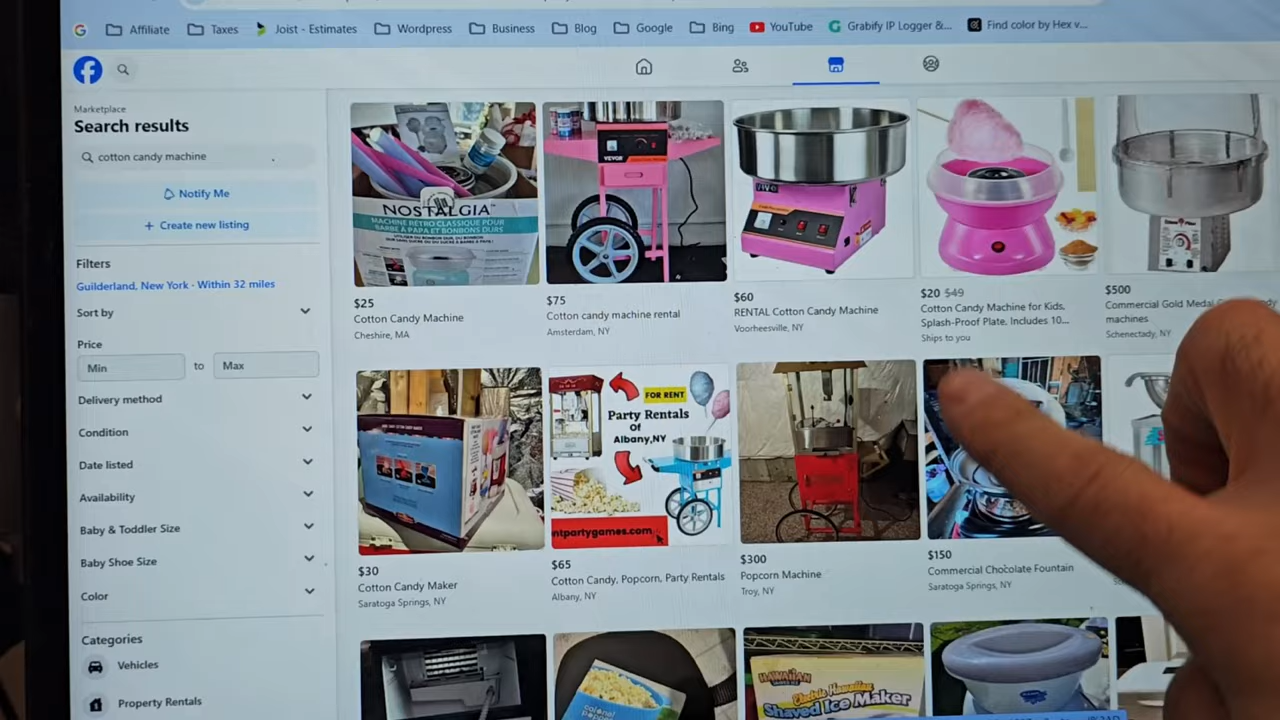 Affiliate
Taxes
Joist - Estimates
Wordpress
Business
Blog
Google
Bing
YouTube
Grabify IP Logger &...
Find color by Hex v...
Marketplace
Search results
cotton candy machine
Notify Me
+ Create new listing
Filters
Guilderland, New York · Within 32 miles
Sort by
Price
Min
to
Max
Delivery method
Condition
Date listed
Availability
Baby & Toddler Size
Baby Shoe Size
Color
Categories
Vehicles
Property Rentals
NOSTALGIA
$25
Cotton Candy Machine
Cheshire, MA
VEVOR
$75
Cotton candy machine rental
Amsterdam, NY
$60
RENTAL Cotton Candy Machine
Voorheesville, NY
$20 $49
Cotton Candy Machine for Kids,
Splash-Proof Plate, Includes 10...
Ships to you
$500
Commercial Gold Medal
machines
Schenectady, NY
$30
Cotton Candy Maker
Saratoga Springs, NY
FOR RENT
Party Rentals
Of
Albany,NY
ntpartygames.com
$65
Cotton Candy, Popcorn, Party Rentals
Albany, NY
$300
Popcorn Machine
Troy, NY
$150
Commercial Chocolate Fountain
Saratoga Springs, NY
HAWAIIAN
Electric Hawaiian
Shaved Ice Maker